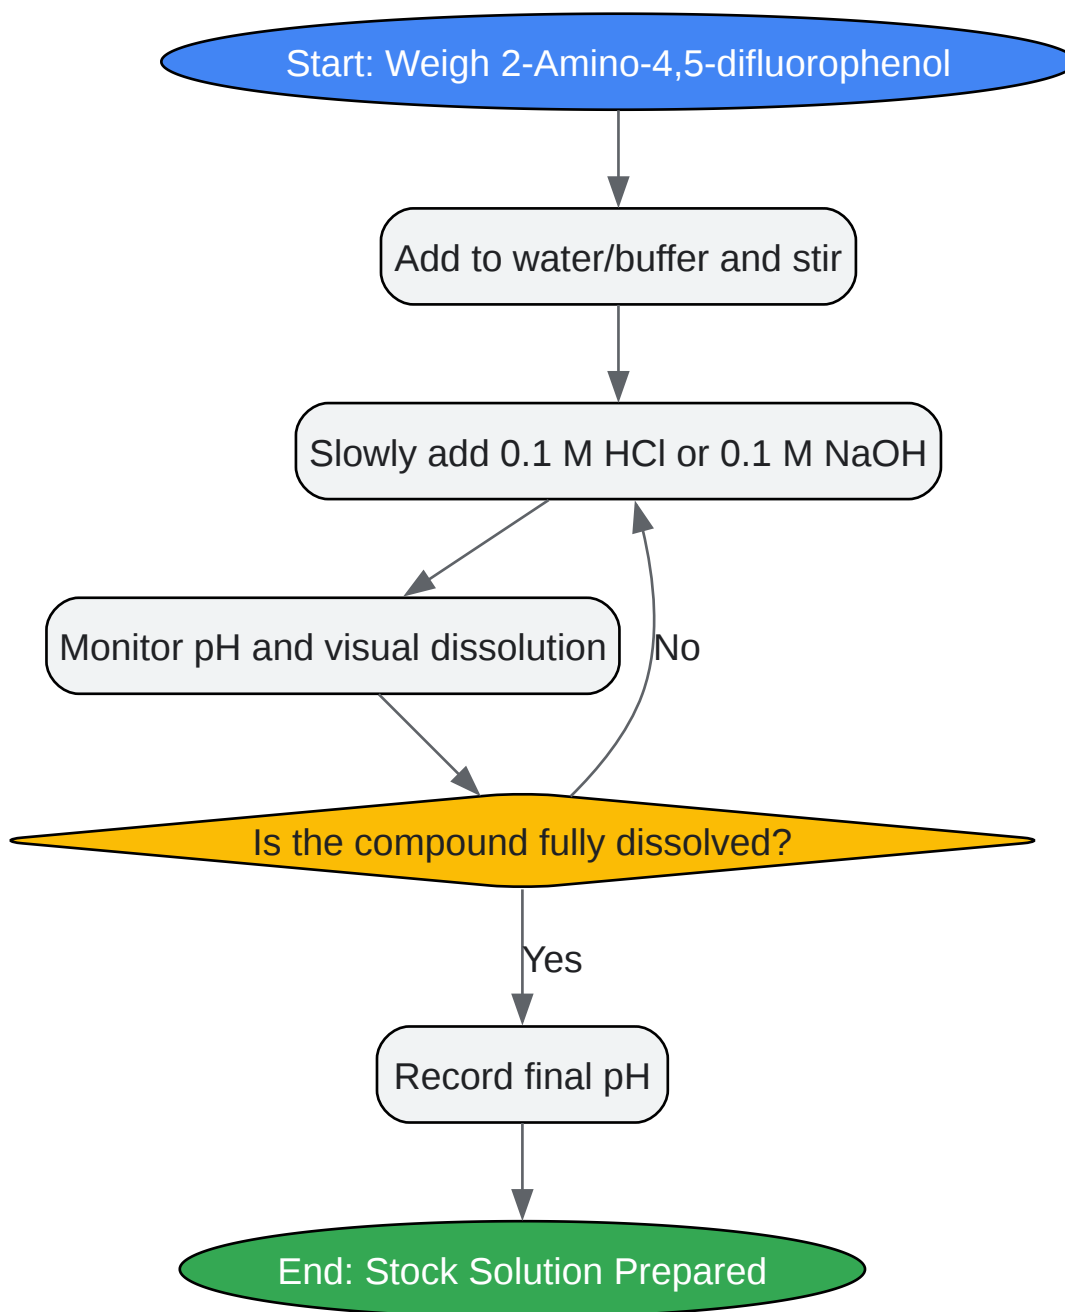 Start: Weigh 2-Amino-4,5-difluorophenol
Add to water/buffer and stir
Slowly add 0.1 M HCl or 0.1 M NaOH
Monitor pH and visual dissolution
No
Is the compound fully dissolved?
Yes
Record final pH
End: Stock Solution Prepared